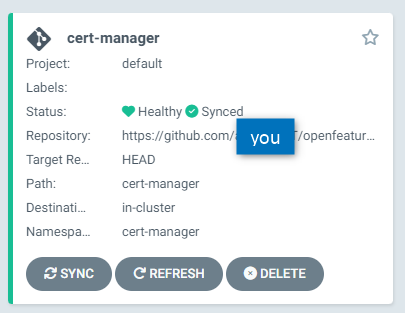 cert-manager
Project: default
Labels:
Status: Healthy Synced
Repository: https://github.com/ T/openfeatur...
you
Target Re... HEAD
Path: cert-manager
Destinati... in-cluster
Namespa... cert-manager
SYNC REFRESH DELETE